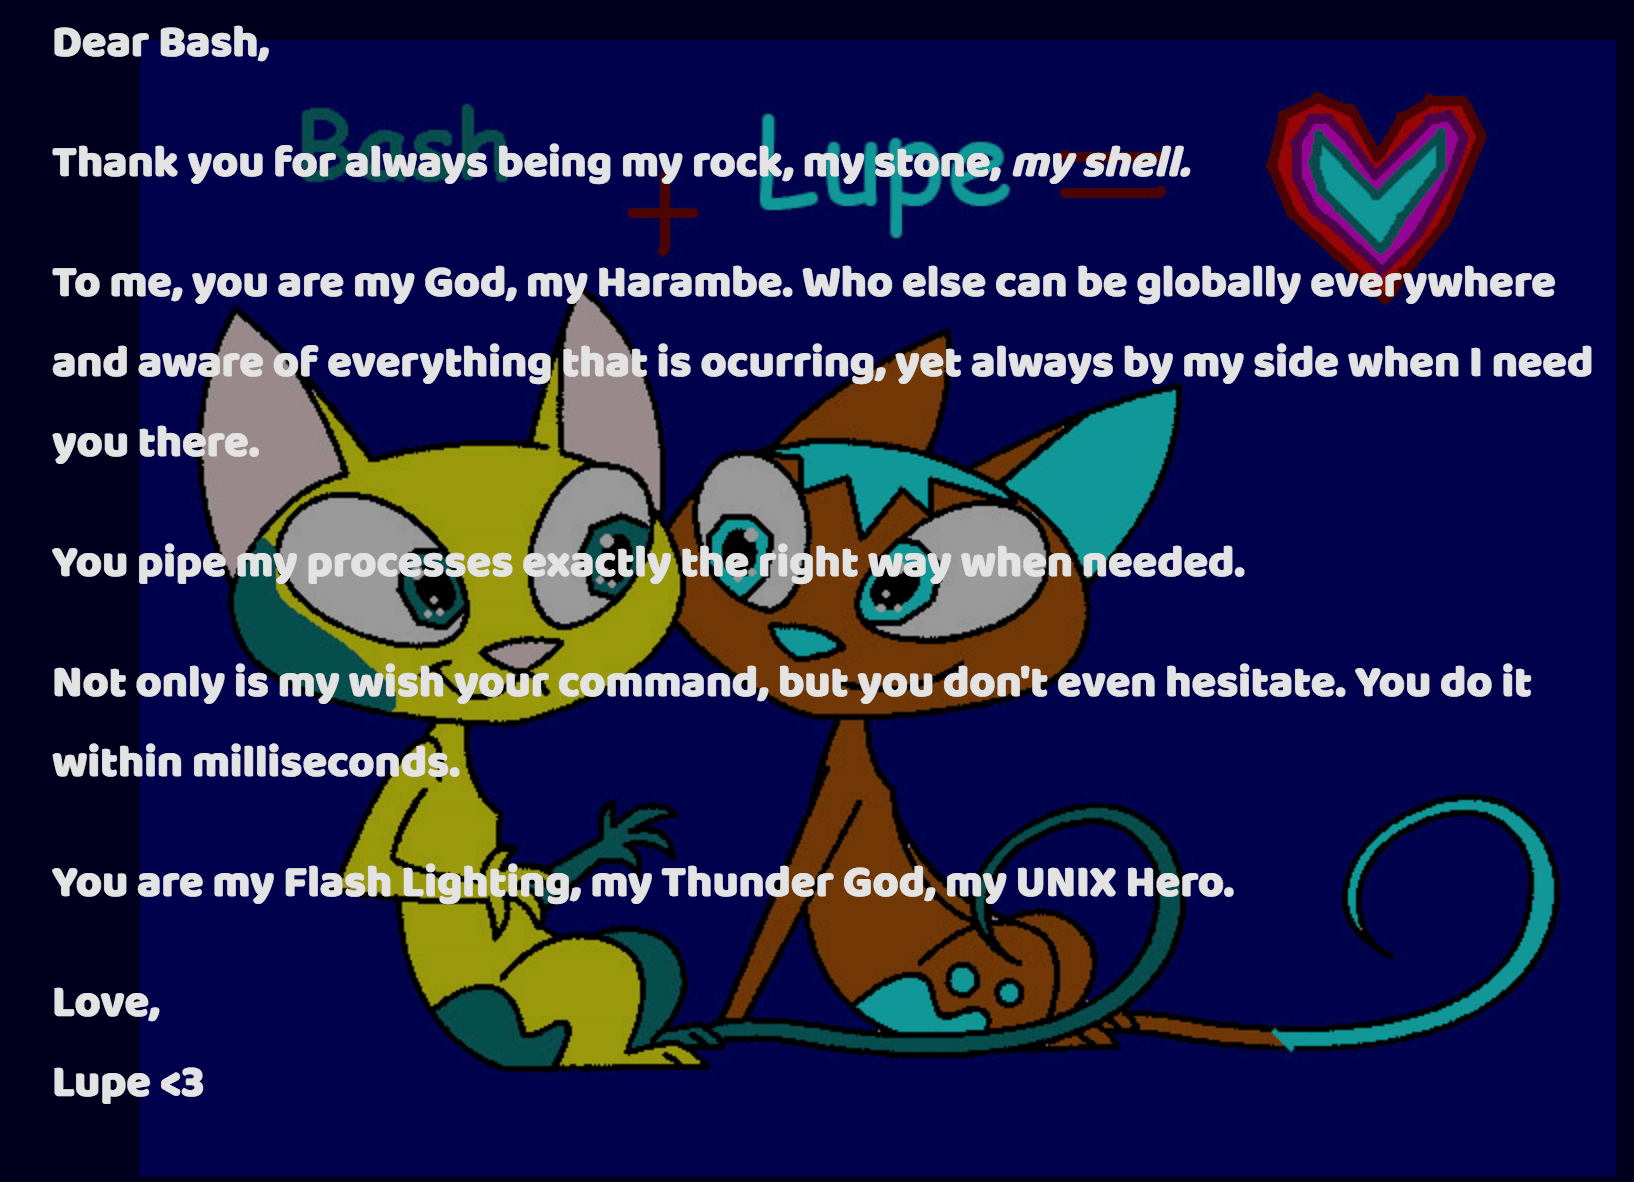 Dear Bash,
Bash + Lupe =
Thank you for always being my rock, my stone, my shell.
To me, you are my God, my Harambe. Who else can be globally everywhere
and aware of everything that is ocurring, yet always by my side when I need
you there.
You pipe my processes exactly the right way when needed.
Not only is my wish your command, but you don't even hesitate. You do it
within milliseconds.
You are my Flash Lighting, my Thunder God, my UNIX Hero.
Love,
Lupe <3